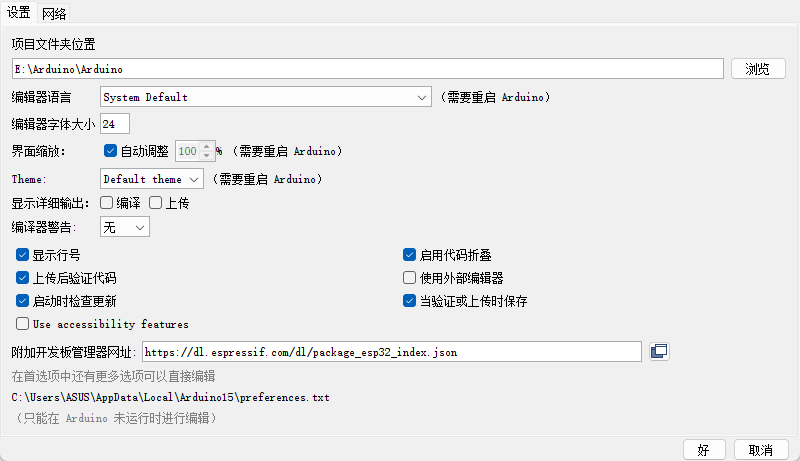 设置 网络
项目文件夹位置
E:\Arduino\Arduino 浏览
编辑器语言 System Default （需要重启 Arduino）
编辑器字体大小 24
界面缩放： 自动调整 100 % （需要重启 Arduino）
Theme: Default theme （需要重启 Arduino）
显示详细输出： 编译 上传
编译器警告: 无
显示行号 启用代码折叠
上传后验证代码 使用外部编辑器
启动时检查更新 当验证或上传时保存
Use accessibility features
附加开发板管理器网址: https://dl.espressif.com/dl/package_esp32_index.json
在首选项中还有更多选项可以直接编辑
C:\Users\ASUS\AppData\Local\Arduino15\preferences.txt
（只能在 Arduino 未运行时进行编辑）
好 取消